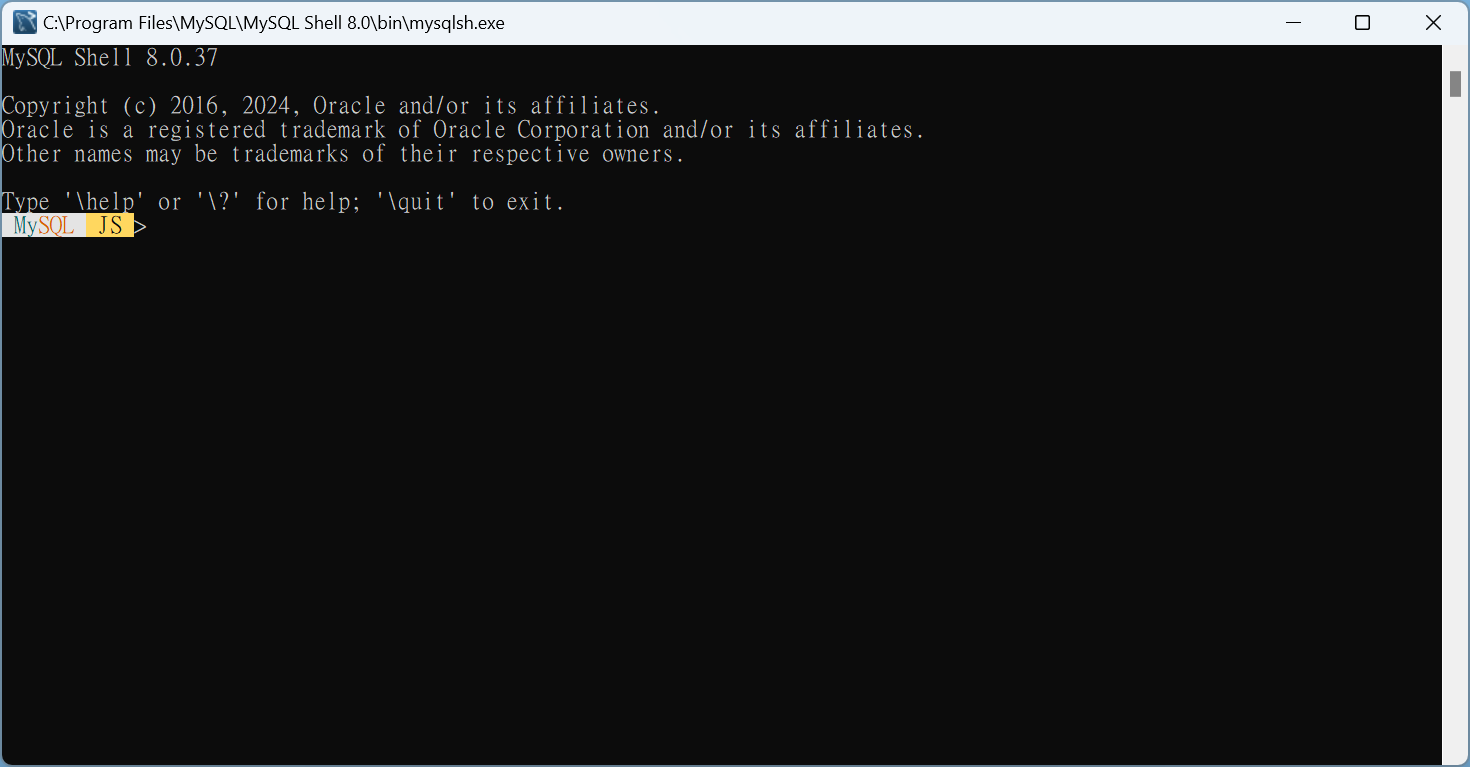 C:\Program Files\MySQL\MySQL Shell 8.0\bin\mysqlsh.exe
MySQL Shell 8.0.37
Copyright (c) 2016, 2024, Oracle and/or its affiliates.
Oracle is a registered trademark of Oracle Corporation and/or its affiliates.
Other names may be trademarks of their respective owners.
Type '\help' or '\?' for help; '\quit' to exit.
MySQL JS >